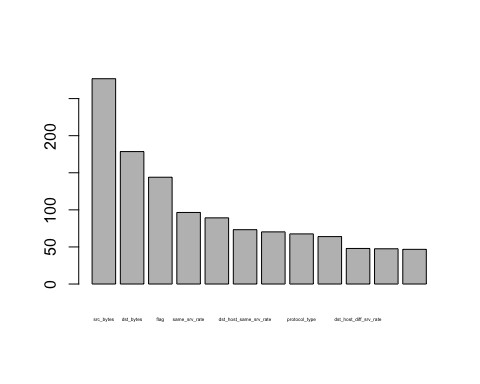 200
100
50
0
src_bytes dst_bytes flag same_srv_rate dst_host_same_srv_rate protocol_type dst_host_diff_srv_rate